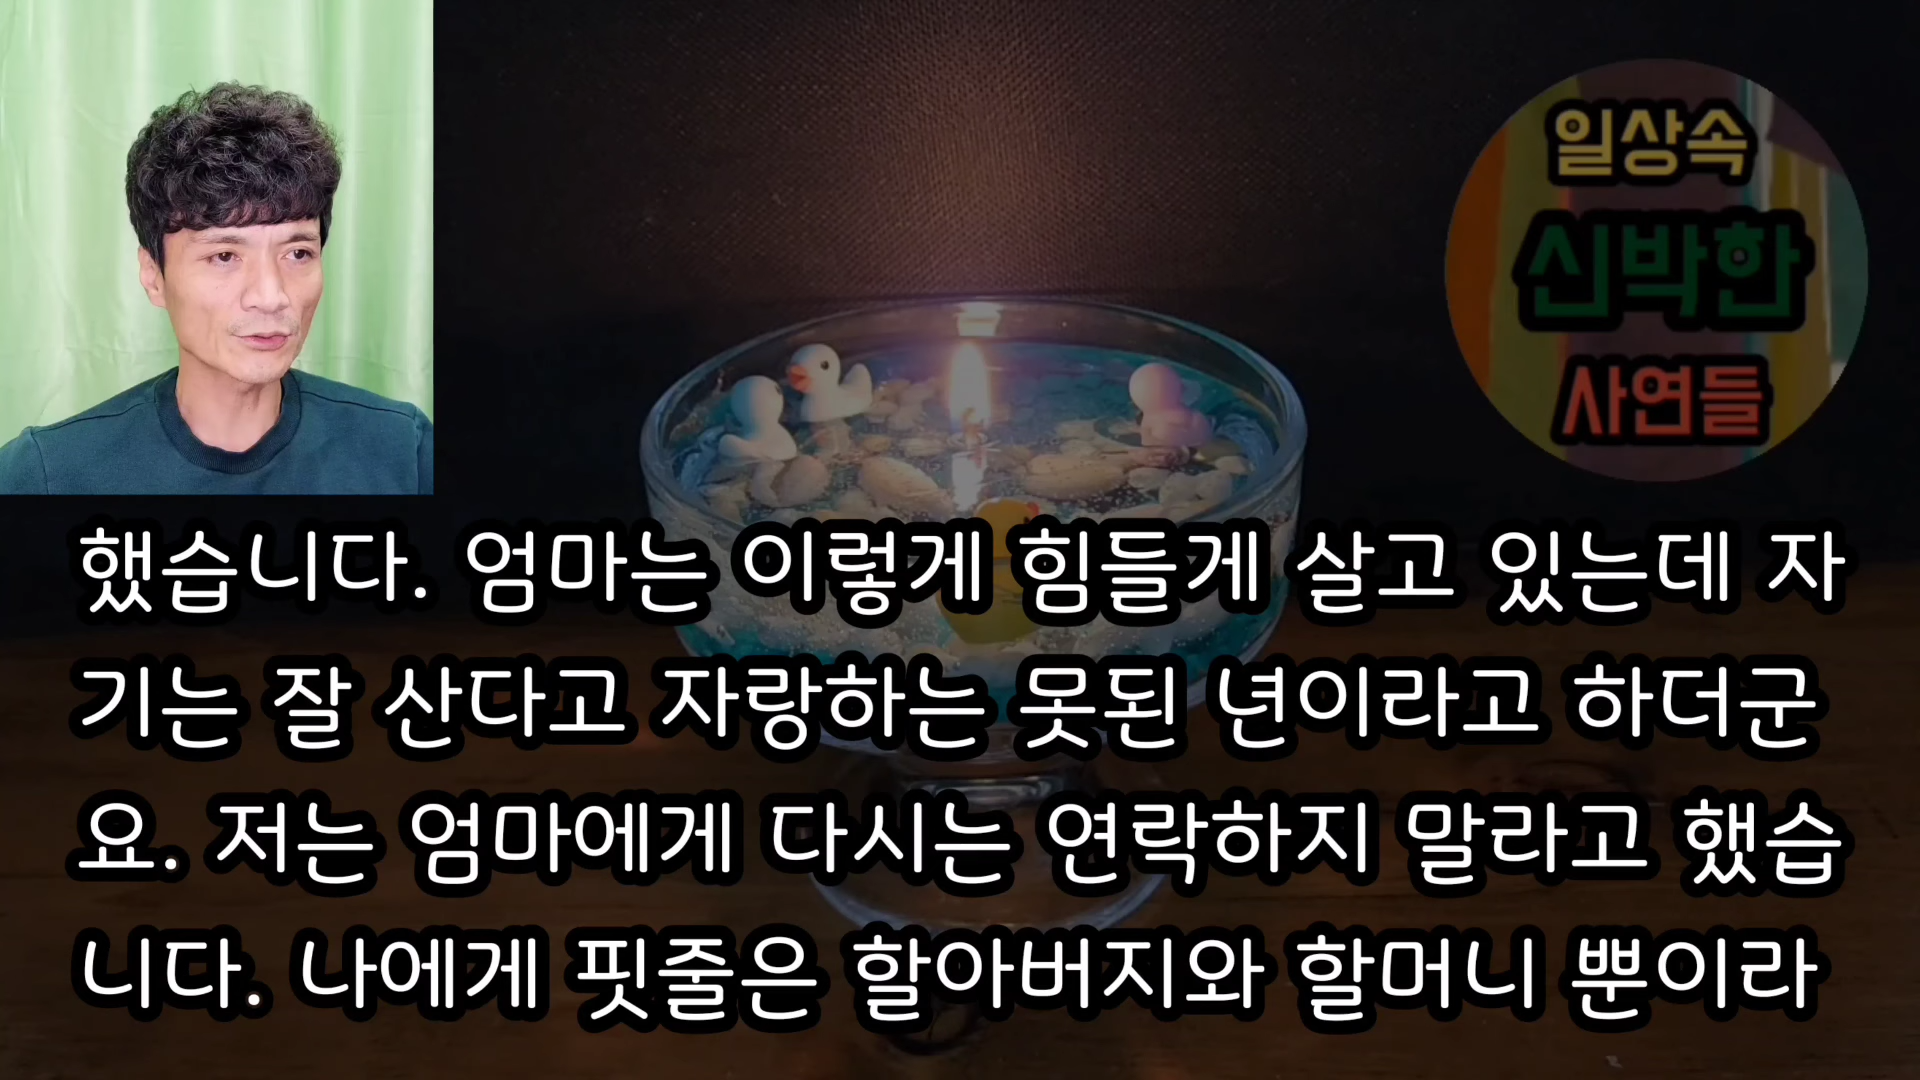 일상속
신박한
사연들
했습니다. 엄마는 이렇게 힘들게 살고 있는데 자
기는 잘 산다고 자랑하는 못된 년이라고 하더군
요. 저는 엄마에게 다시는 연락하지 말라고 했습
니다. 나에게 핏줄은 할아버지와 할머니 뿐이라